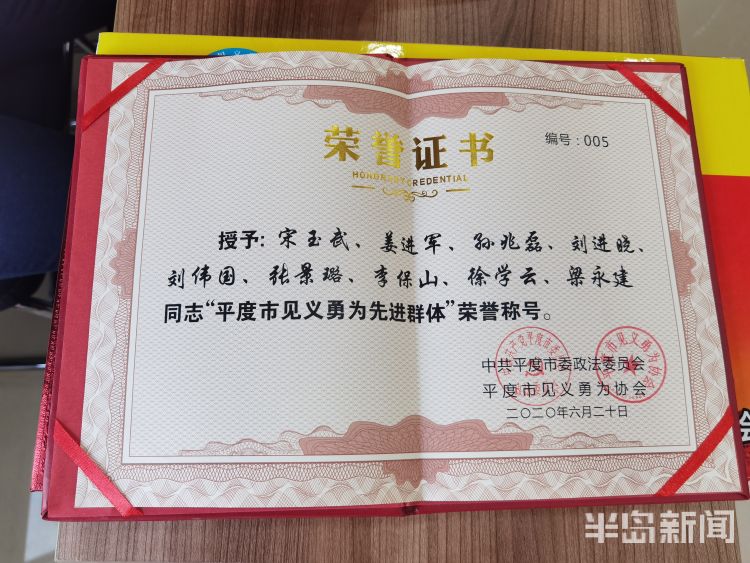 荣誉证书
HONORARY CREDENTIAL
编号：005
授予：宋玉武、姜进军、孙兆磊、刘进晓、
刘伟国、张景璐、李保山、徐学云、梁永建
同志“平度市见义勇为先进群体”荣誉称号。
中共平度市委政法委员会
平度市见义勇为协会
二〇二〇年六月二十日
半岛新闻